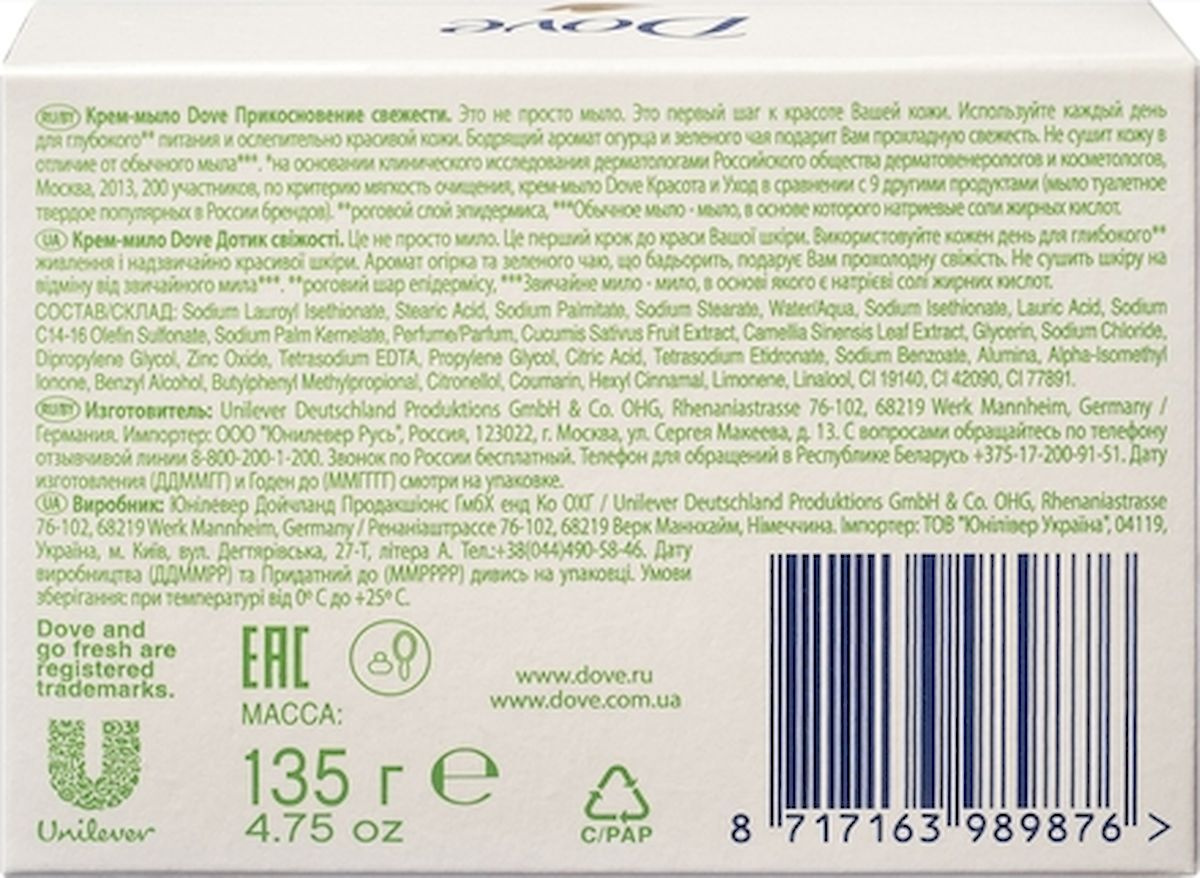 Dove
RU/BY Крем-мыло Dove Прикосновение свежести. Это не просто мыло. Это первый шаг к красоте Вашей кожи. Используйте каждый день
для глубокого** питания и ослепительно красивой кожи. Бодрящий аромат огурца и зеленого чая подарит Вам прохладную свежесть. Не сушит кожу в
отличие от обычного мыла***. *на основании клинического исследования дерматологами Российского общества дерматовенерологов и косметологов,
Москва, 2013, 200 участников, по критерию мягкость очищения, крем-мыло Dove Красота и Уход в сравнении с 9 другими продуктами (мыло туалетное
твердое популярных в России брендов). **роговой слой эпидермиса, ***Обычное мыло - мыло, в основе которого натриевые соли жирных кислот.
UA Крем-мило Dove Дотик свіжості. Це не просто мило. Це перший крок до краси Вашої шкіри. Використовуйте кожен день для глибокого**
живлення і надзвичайно красивої шкіри. Аромат огірка та зеленого чаю, що бадьорить, подарує Вам прохолодну свіжість. Не сушить шкіру на
відміну від звичайного мила***. **роговий шар епідермісу, ***Звичайне мило - мило, в основі якого є натрієві солі жирних кислот.
СОСТАВ/СКЛАД: Sodium Lauroyl Isethionate, Stearic Acid, Sodium Palmitate, Sodium Stearate, Water/Aqua, Sodium Isethionate, Lauric Acid, Sodium
C14-16 Olefin Sulfonate, Sodium Palm Kernelate, Perfume/Parfum, Cucumis Sativus Fruit Extract, Camellia Sinensis Leaf Extract, Glycerin, Sodium Chloride,
Dipropylene Glycol, Zinc Oxide, Tetrasodium EDTA, Propylene Glycol, Citric Acid, Tetrasodium Etidronate, Sodium Benzoate, Alumina, Alpha-Isomethyl
Ionone, Benzyl Alcohol, Butylphenyl Methylpropional, Citronellol, Coumarin, Hexyl Cinnamal, Limonene, Linalool, CI 19140, CI 42090, CI 77891.
RU/BY Изготовитель: Unilever Deutschland Produktions GmbH & Co. OHG, Rhenaniastrasse 76-102, 68219 Werk Mannheim, Germany /
Германия. Импортер: ООО "Юнилевер Русь", Россия, 123022, г. Москва, ул. Сергея Макеева, д. 13. С вопросами обращайтесь по телефону
отзывчивой линии 8-800-200-1-200. Звонок по России бесплатный. Телефон для обращений в Республике Беларусь +375-17-200-91-51. Дату
изготовления (ДДММГГ) и Годен до (ММГГГГ) смотри на упаковке.
UA Виробник: Юнілевер Дойчланд Продакшіонс ГмбХ енд Ко ОХГ / Unilever Deutschland Produktions GmbH & Co. OHG, Rhenaniastrasse
76-102, 68219 Werk Mannheim, Germany / Ренаніаштрассе 76-102, 68219 Верк Маннхайм, Німеччина. Імпортер: ТОВ "Юнілівер Україна", 04119,
Україна, м. Київ, вул. Дегтярівська, 27-Т, літера А. Тел.:+38(044)490-58-46. Дату
виробництва (ДДММРР) та Придатний до (ММРРРР) дивись на упаковці. Умови
зберігання: при температурі від 0º С до +25º С.
Dove and
go fresh are
registered
trademarks.
EAC
www.dove.ru
www.dove.com.ua
МАССА:
135 г e
4.75 oz
Unilever
C/PAP
8 717163 989876 >